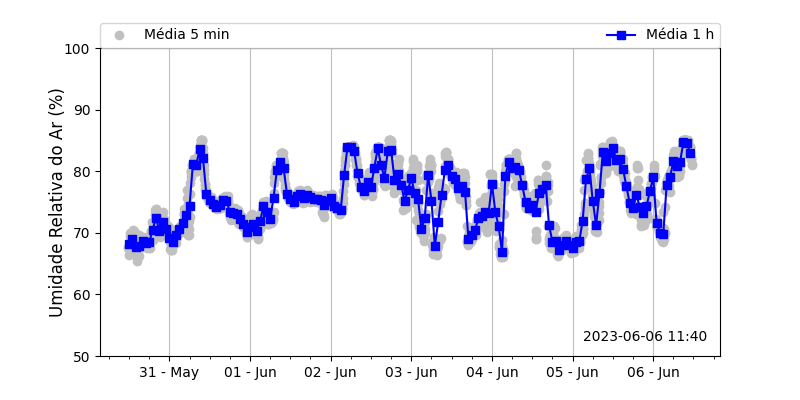 Média 5 min
Média 1 h
Umidade Relativa do Ar (%)
100
90
80
70
60
50
2023-06-06 11:40
31 - May
01 - Jun
02 - Jun
03 - Jun
04 - Jun
05 - Jun
06 - Jun